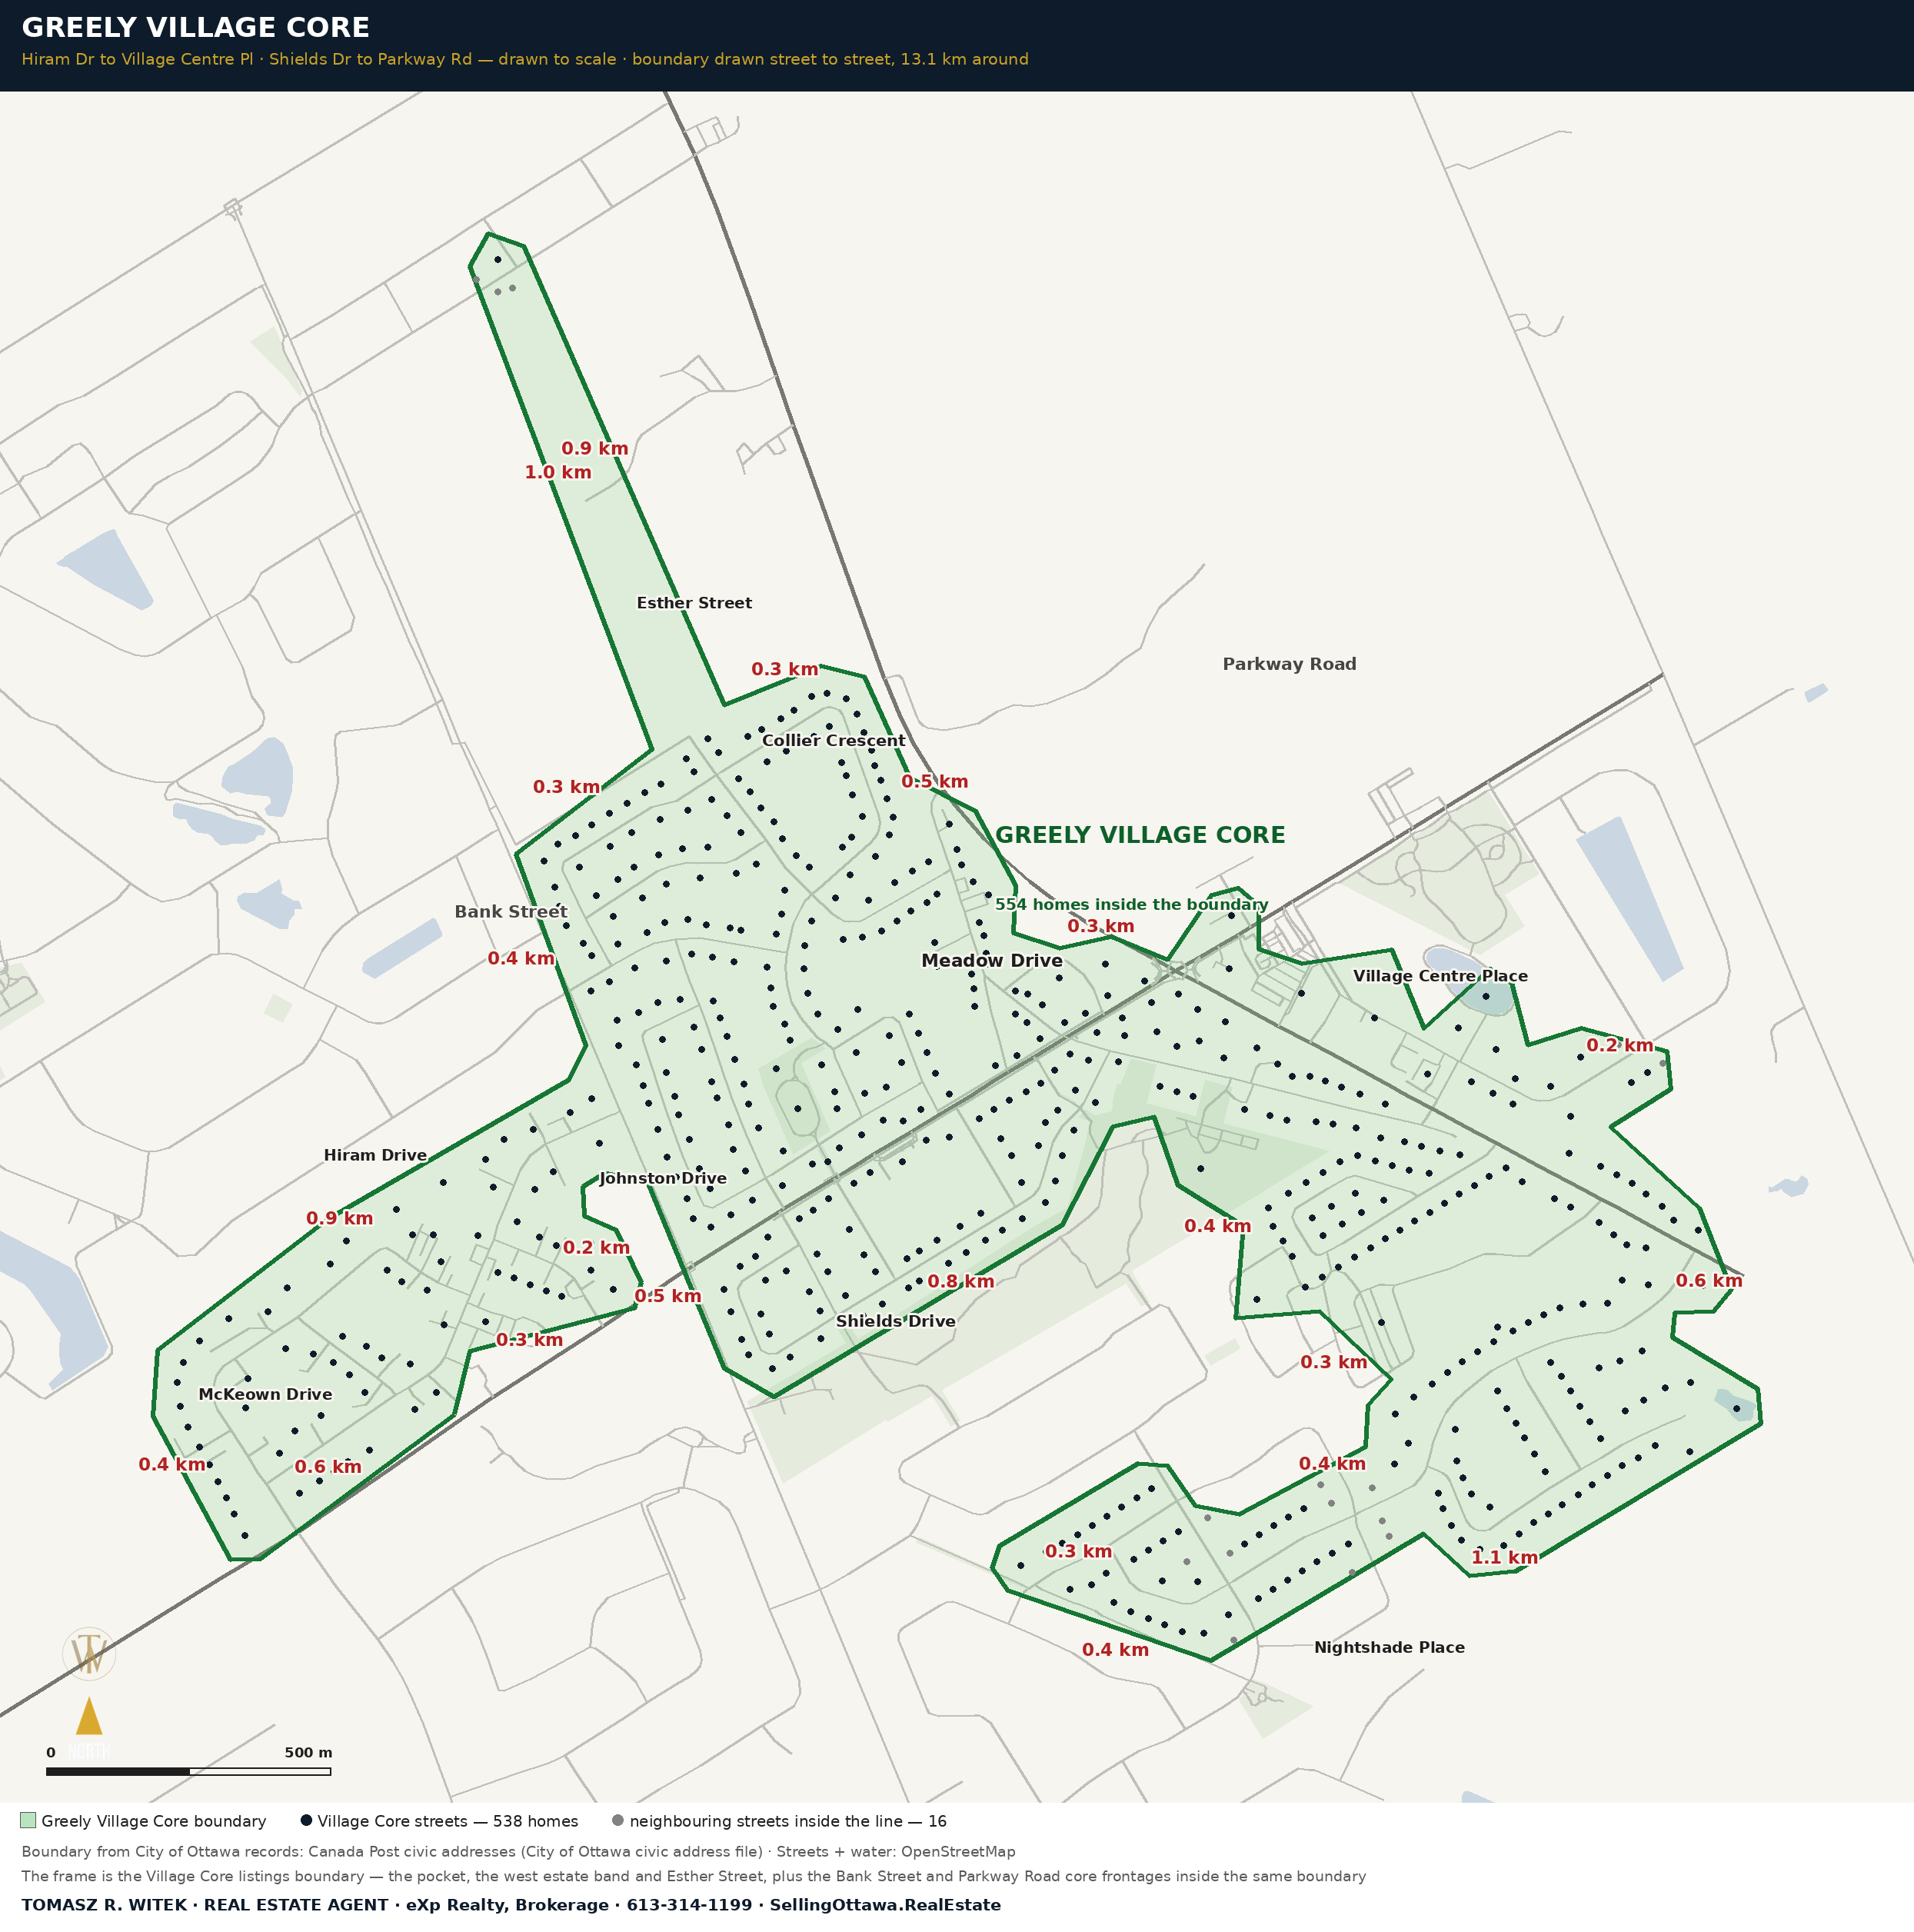 GREELY VILLAGE CORE
Hiram Dr to Village Centre Pl · Shields Dr to Parkway Rd — drawn to scale · boundary drawn street to street, 13.1 km around
0.9 km
1.0 km
Esther Street
Parkway Road
0.3 km
Collier Crescent
0.5 km
0.3 km
GREELY VILLAGE CORE
554 homes inside the boundary
Bank Street
0.3 km
0.4 km
Meadow Drive
Village Centre Place
0.2 km
Hiram Drive
Johnston Drive
0.9 km
0.4 km
0.2 km
0.8 km
0.6 km
0.5 km
Shields Drive
0.3 km
0.3 km
McKeown Drive
0.4 km
0.6 km
0.4 km
0.3 km
1.1 km
0.4 km
Nightshade Place
TW
NORTH
0 500 m
Greely Village Core boundary
Village Core streets — 538 homes
neighbouring streets inside the line — 16
Boundary from City of Ottawa records: Canada Post civic addresses (City of Ottawa civic address file) · Streets + water: OpenStreetMap
The frame is the Village Core listings boundary — the pocket, the west estate band and Esther Street, plus the Bank Street and Parkway Road core frontages inside the same boundary
TOMASZ R. WITEK · REAL ESTATE AGENT · eXp Realty, Brokerage · 613-314-1199 · SellingOttawa.RealEstate